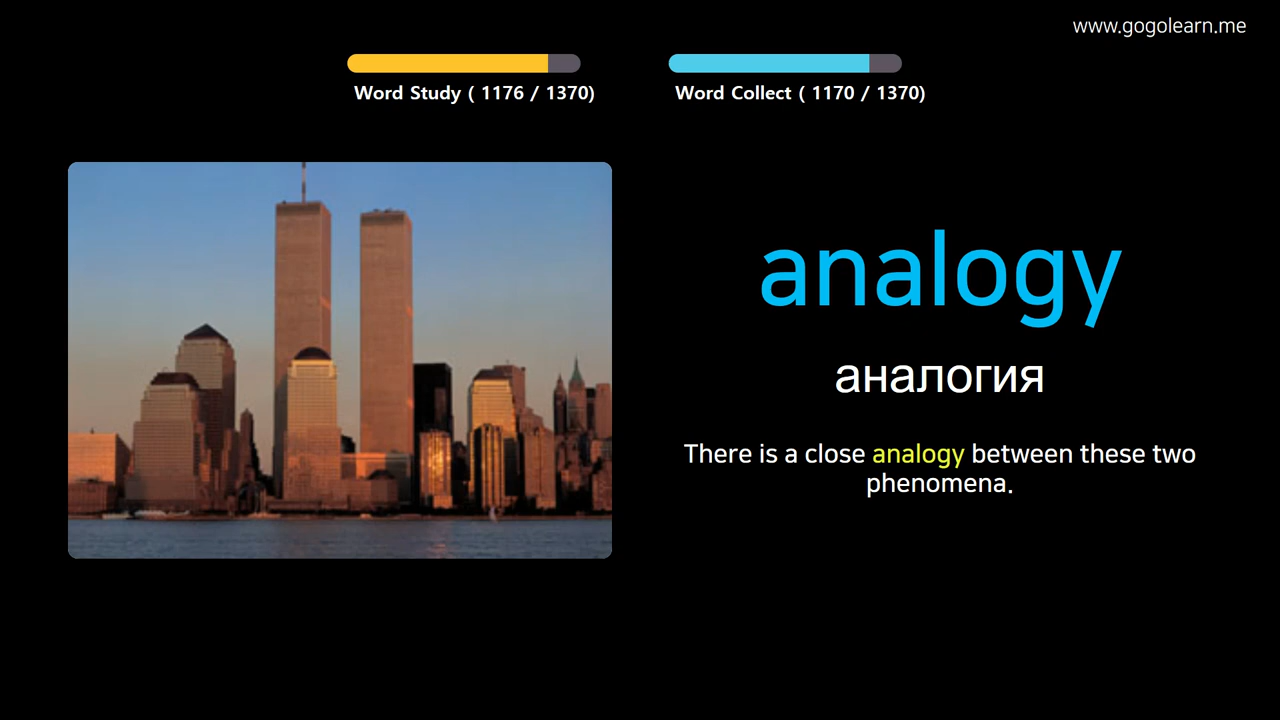 www.gogolearn.me
Word Study ( 1176 / 1370)
Word Collect ( 1170 / 1370)
analogy
аналогия
There is a close analogy between these two
phenomena.